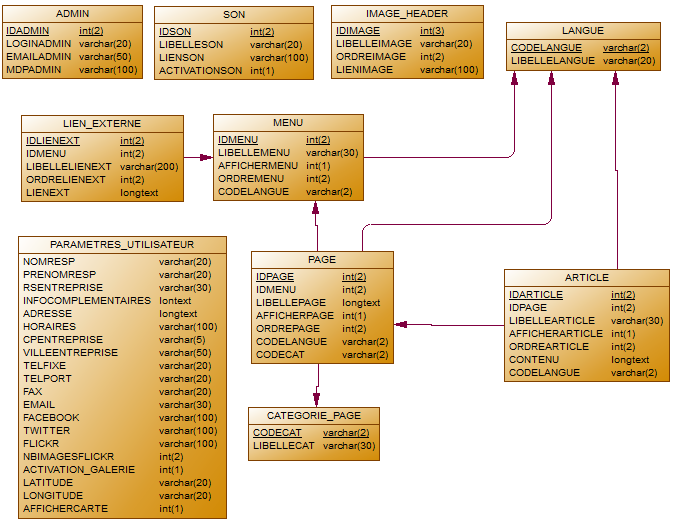 ADMIN
IDADMIN int(2)
LOGINADMIN varchar(20)
EMAILADMIN varchar(50)
MDPADMIN varchar(100)
SON
IDSON int(2)
LIBELLESON varchar(20)
LIENSON varchar(100)
ACTIVATIONSON int(1)
IMAGE_HEADER
IDIMAGE int(3)
LIBELLEIMAGE varchar(20)
ORDREIMAGE int(2)
LIENIMAGE varchar(100)
LANGUE
CODELANGUE varchar(2)
LIBELLELANGUE varchar(20)
LIEN_EXTERNE
IDLIENEXT int(2)
IDMENU int(2)
LIBELLELIENEXT varchar(200)
ORDRELIENEXT int(2)
LIENEXT longtext
MENU
IDMENU int(2)
LIBELLEMENU varchar(30)
AFFICHERMENU int(1)
ORDREMENU int(2)
CODELANGUE varchar(2)
PARAMETRES_UTILISATEUR
NOMRESP varchar(20)
PRENOMRESP varchar(20)
RSENTREPRISE varchar(30)
INFOCOMPLEMENTAIRES lontext
ADRESSE longtext
HORAIRES varchar(100)
CPENTREPRISE varchar(5)
VILLEENTREPRISE varchar(50)
TELFIXE varchar(20)
TELPORT varchar(20)
FAX varchar(20)
EMAIL varchar(30)
FACEBOOK varchar(100)
TWITTER varchar(100)
FLICKR varchar(100)
NBIMAGESFLICKR int(2)
ACTIVATION_GALERIE int(1)
LATITUDE varchar(20)
LONGITUDE varchar(20)
AFFICHERCARTE int(1)
PAGE
IDPAGE int(2)
IDMENU int(2)
LIBELLEPAGE longtext
AFFICHERPAGE int(1)
ORDREPAGE int(2)
CODELANGUE varchar(2)
CODECAT varchar(2)
ARTICLE
IDARTICLE int(2)
IDPAGE int(2)
LIBELLEARTICLE varchar(30)
AFFICHERARTICLE int(1)
ORDREARTICLE int(2)
CONTENU longtext
CODELANGUE varchar(2)
CATEGORIE_PAGE
CODECAT varchar(2)
LIBELLECAT varchar(30)